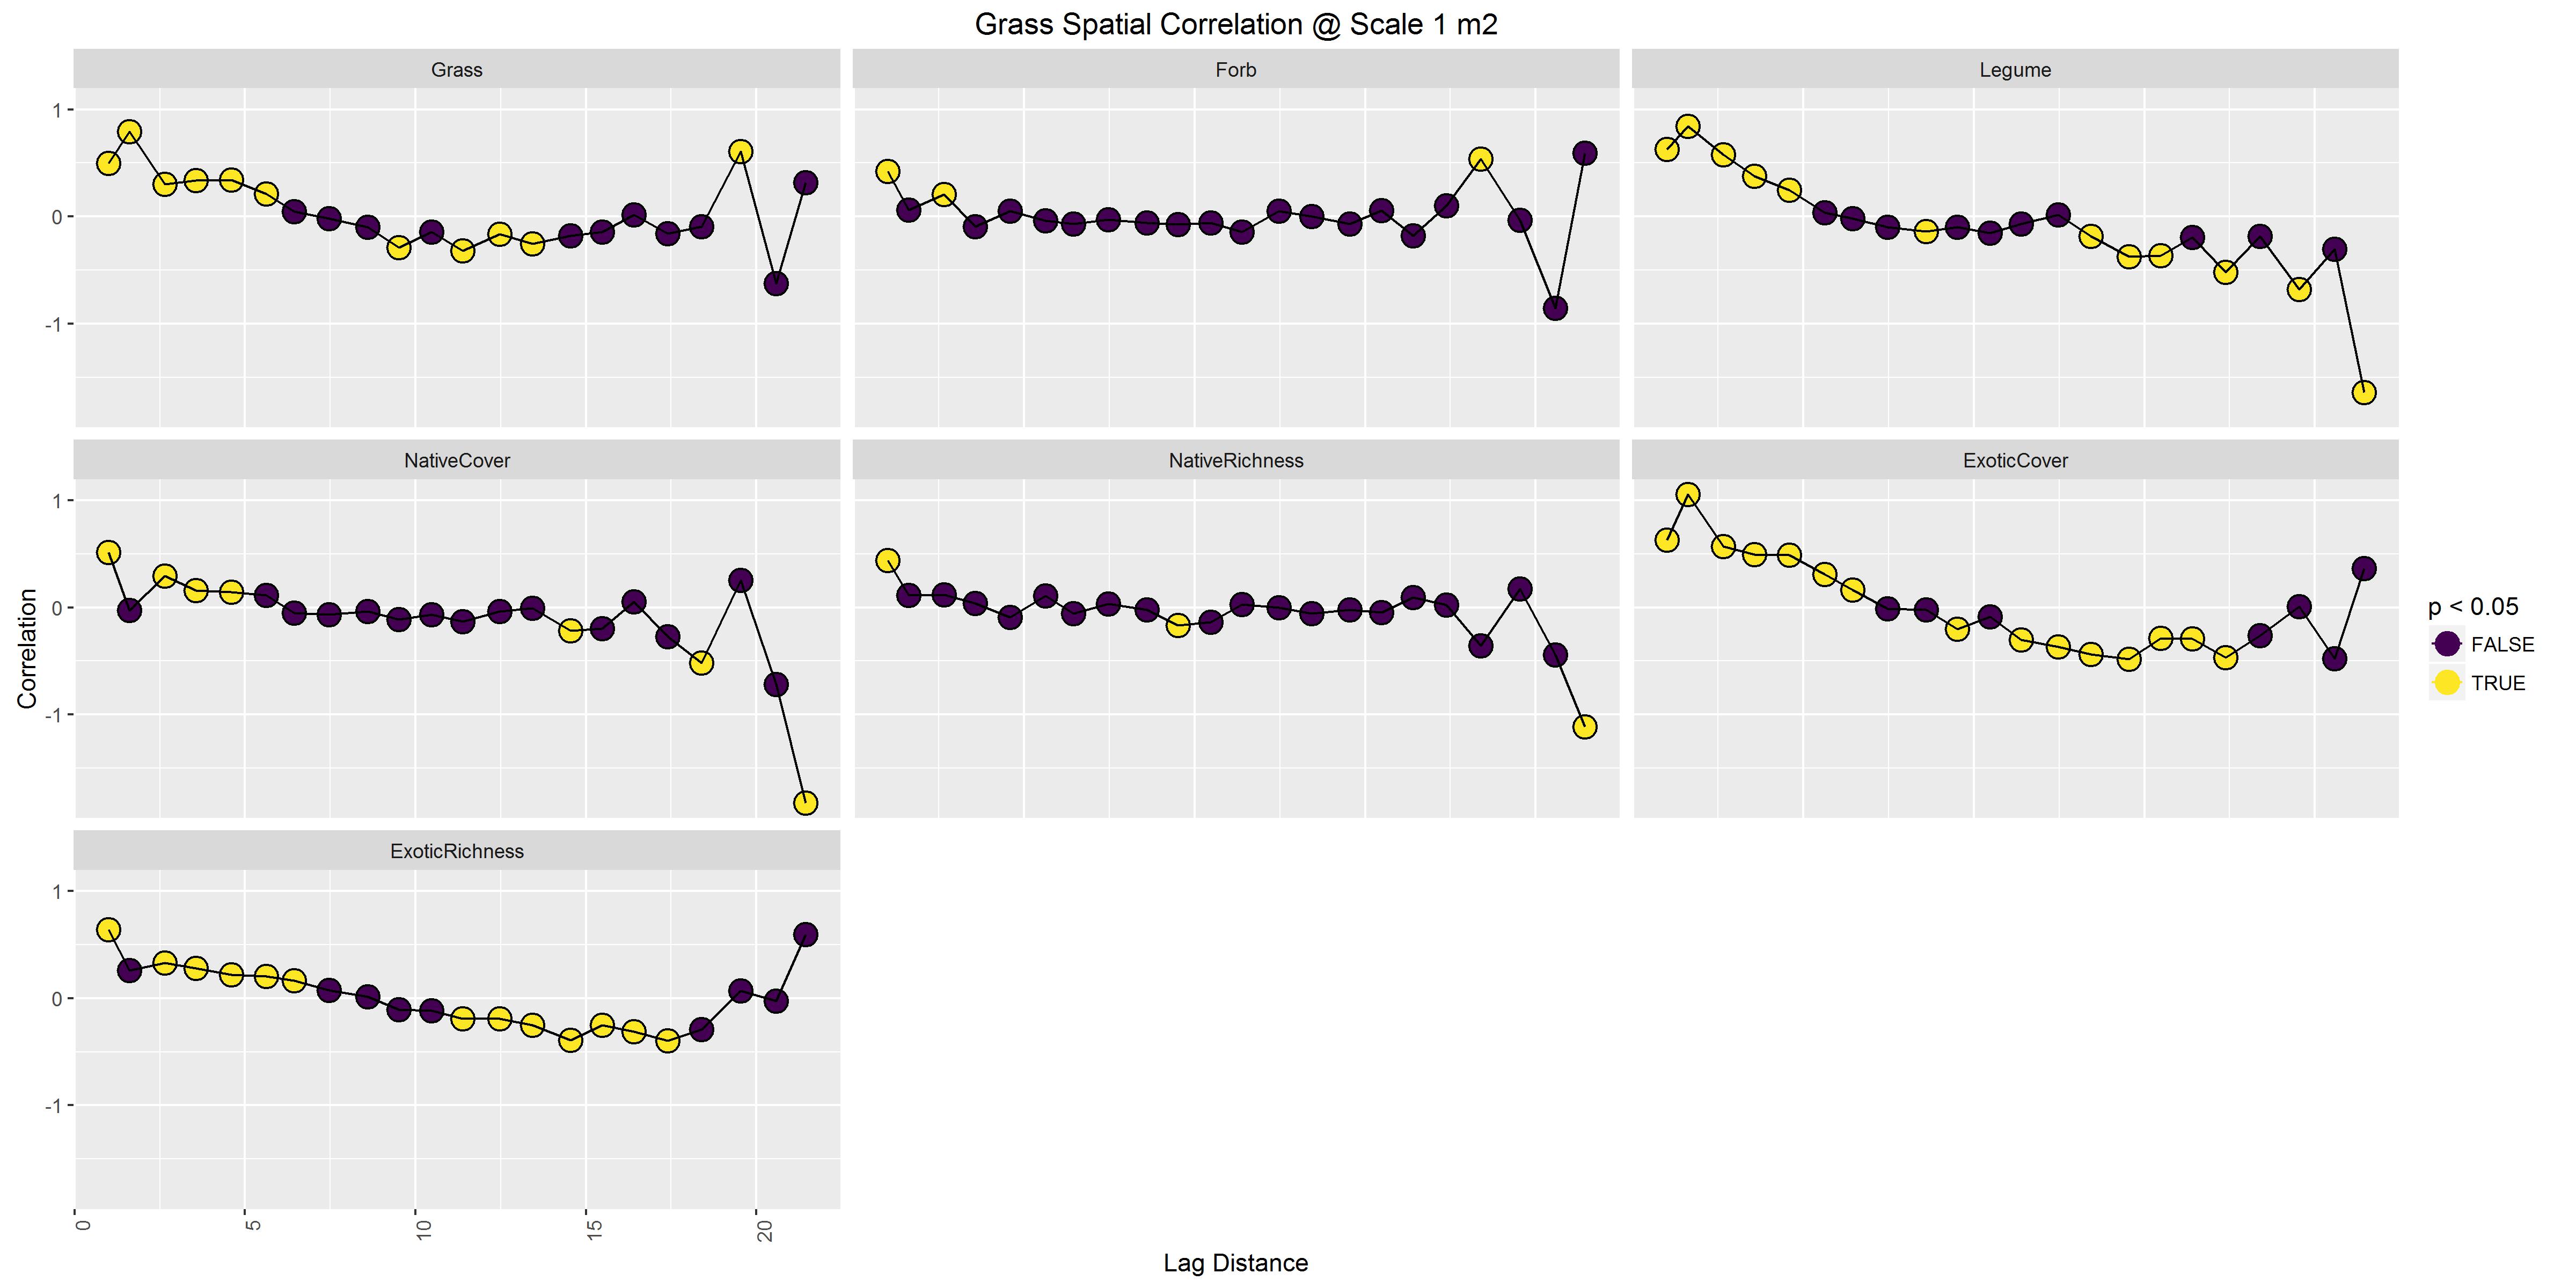 Grass Spatial Correlation @ Scale 1 m2
Grass
Forb
Legume
1
0
-1
NativeCover
NativeRichness
ExoticCover
1
0
-1
ExoticRichness
1
0
-1
0
5
10
15
20
Correlation
Lag Distance
p < 0.05
FALSE
TRUE